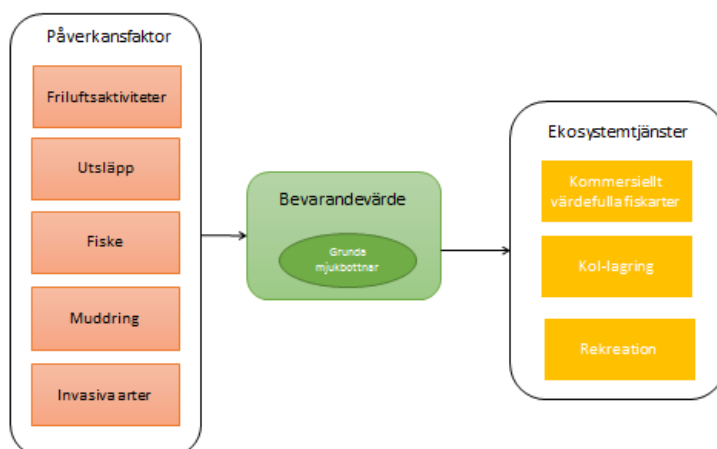 Påverkansfaktor
Friluftsaktiviteter
Utsläpp
Fiske
Muddring
Invasiva arter
Bevarandevärde
Grunda
mjukbottnar
Ekosystemtjänster
Kommersiellt
värdefulla fiskarter
Kol-lagring
Rekreation